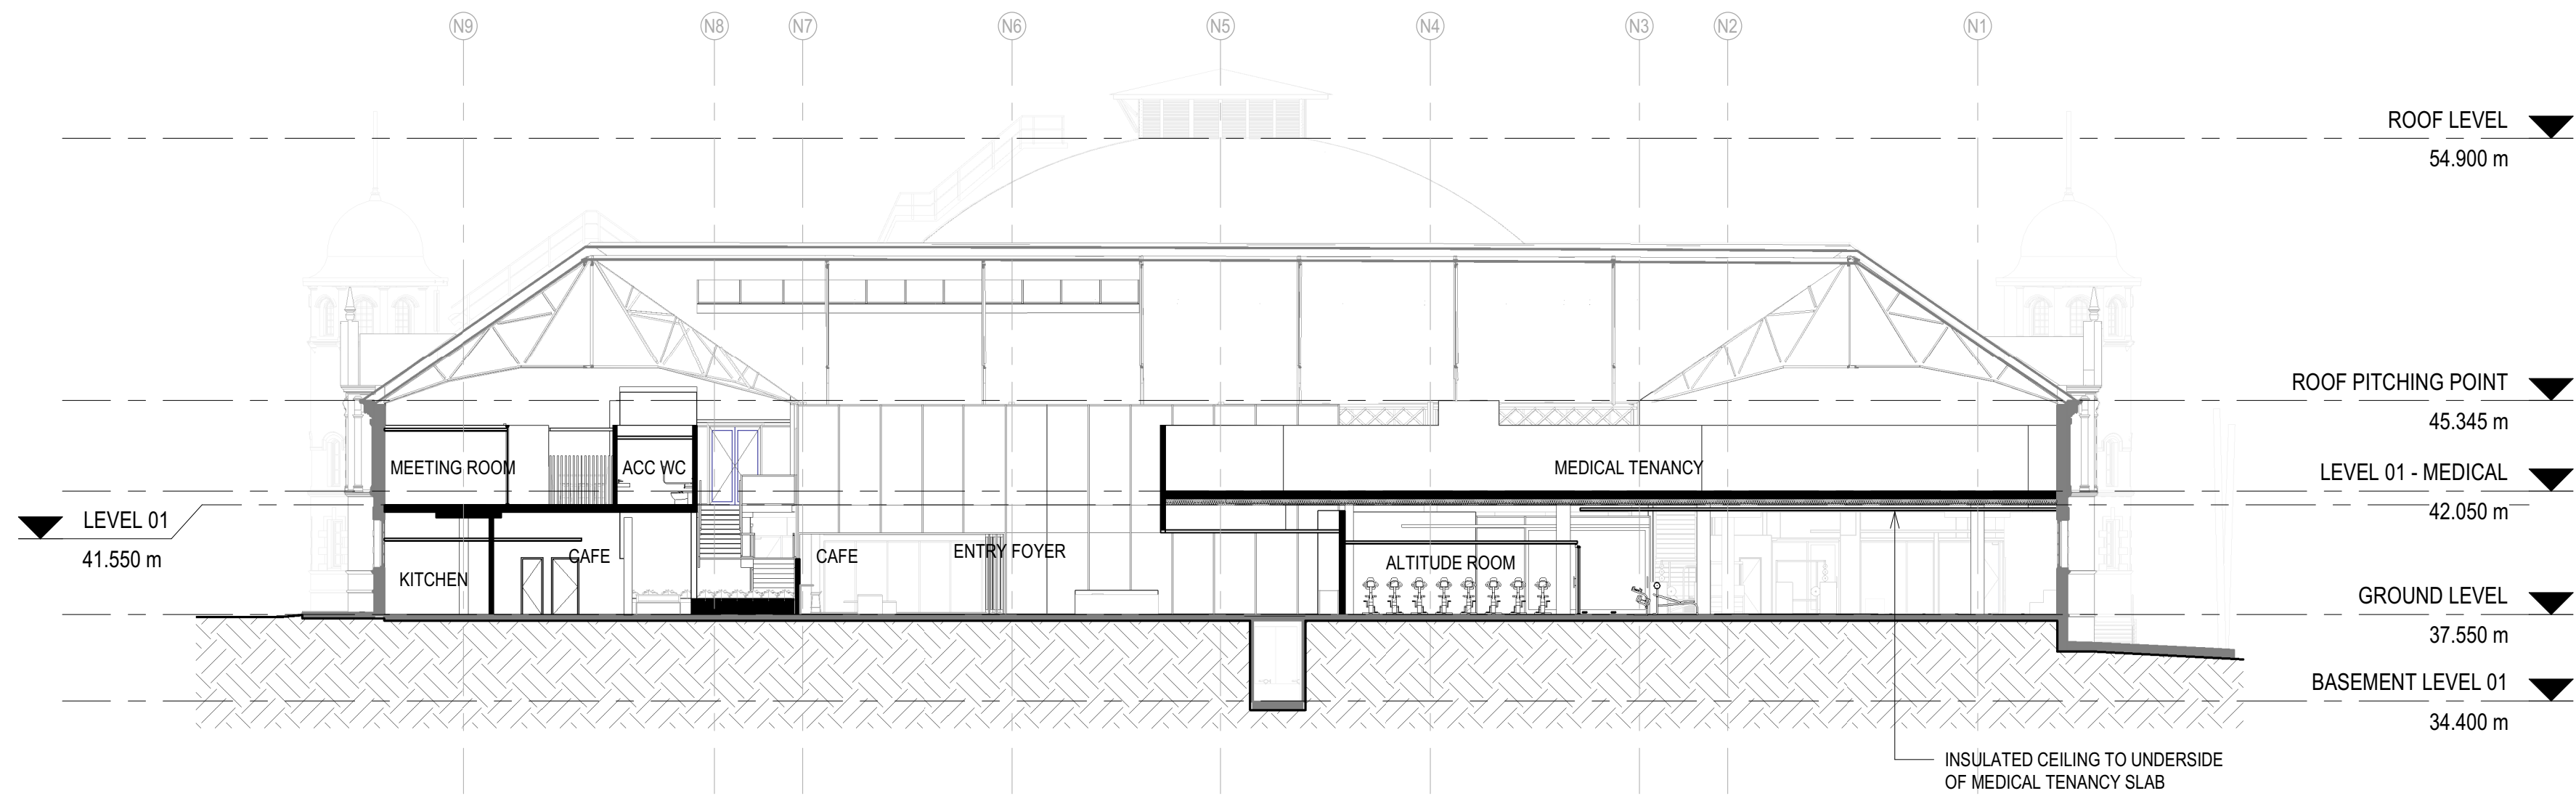 N9 N8 N7 N6 N5 N4 N3 N2 N1
ROOF LEVEL
54.900 m
ROOF PITCHING POINT
45.345 m
MEETING ROOM ACC WC MEDICAL TENANCY
LEVEL 01 - MEDICAL
42.050 m
LEVEL 01
41.550 m
CAFE CAFE ENTRY FOYER
KITCHEN
ALTITUDE ROOM
GROUND LEVEL
37.550 m
BASEMENT LEVEL 01
34.400 m
INSULATED CEILING TO UNDERSIDE
OF MEDICAL TENANCY SLAB